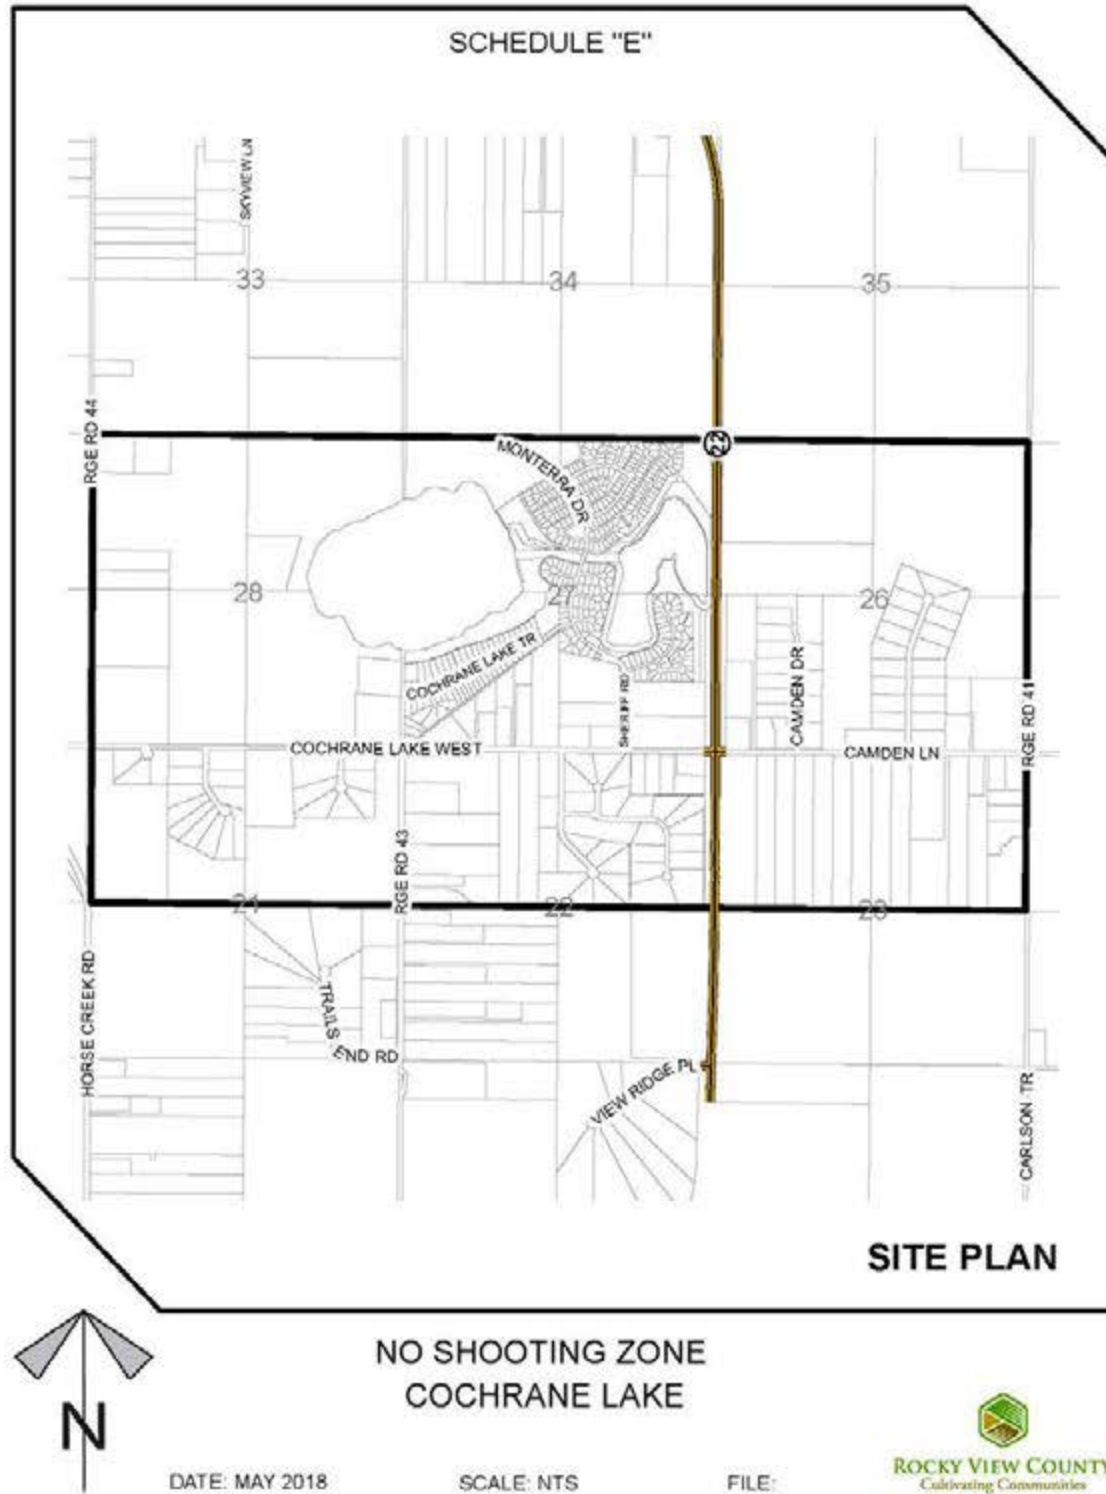 SCHEDULE "E"
SKYVIEW LN
33
34
35
RGE RD 44
22
MONTERRA DR
28
27
26
COCHRANE LAKE TR
SHERIFF RD
CAMDEN DR
RGE RD 41
COCHRANE LAKE WEST
CAMDEN LN
RGE RD 43
21
22
23
HORSE CREEK RD
TRAILS END RD
VIEW RIDGE PL
CARLSON TR
SITE PLAN
N
NO SHOOTING ZONE
COCHRANE LAKE
DATE: MAY 2018
SCALE: NTS
FILE:
ROCKY VIEW COUNTY
Cultivating Communities